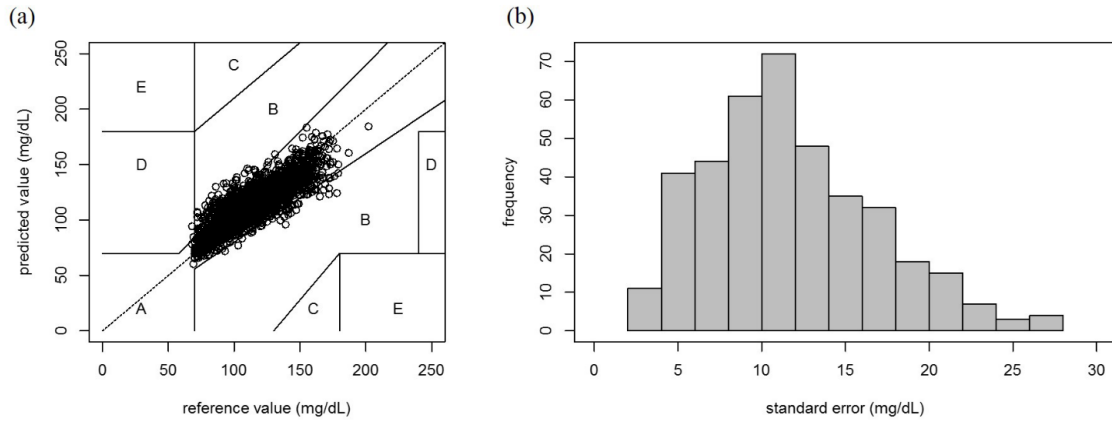 (a)
predicted value (mg/dL)
250
200
150
100
50
0
E
C
B
D
D
B
A
C
E
0
50
100
150
200
250
reference value (mg/dL)
(b)
frequency
70
60
50
40
30
20
10
0
0
5
10
15
20
25
30
standard error (mg/dL)